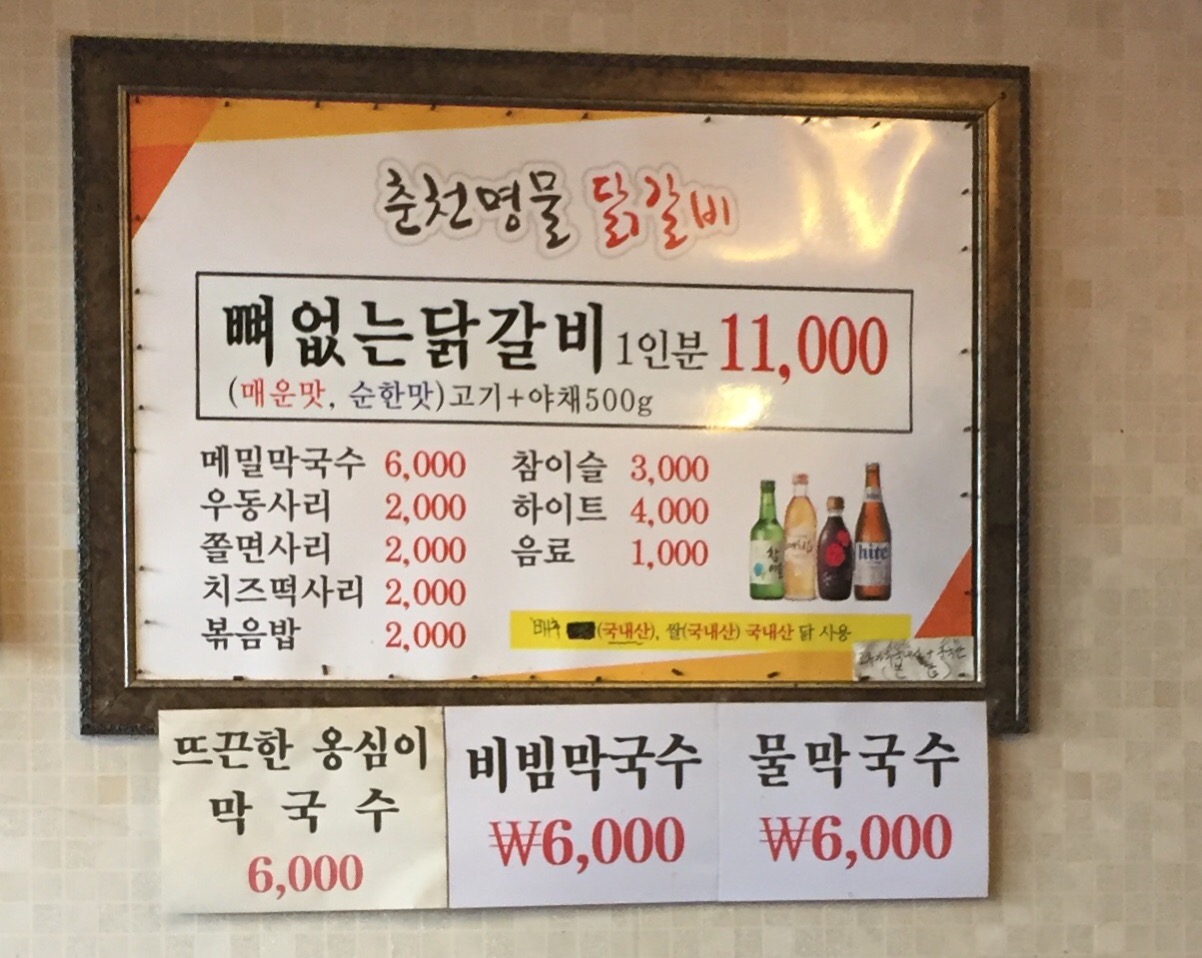 춘천명물 닭갈비
뼈없는닭갈비 1인분 11,000
(매운맛, 순한맛)고기+야채500g
메밀막국수 6,000 참이슬 3,000
우동사리 2,000 하이트 4,000
쫄면사리 2,000 음료 1,000
치즈떡사리 2,000
볶음밥 2,000
hite
배추 (국내산), 쌀(국내산) 국내산 닭 사용
뜨끈한 옹심이
막국수
6,000
비빔막국수
₩6,000
물막국수
₩6,000